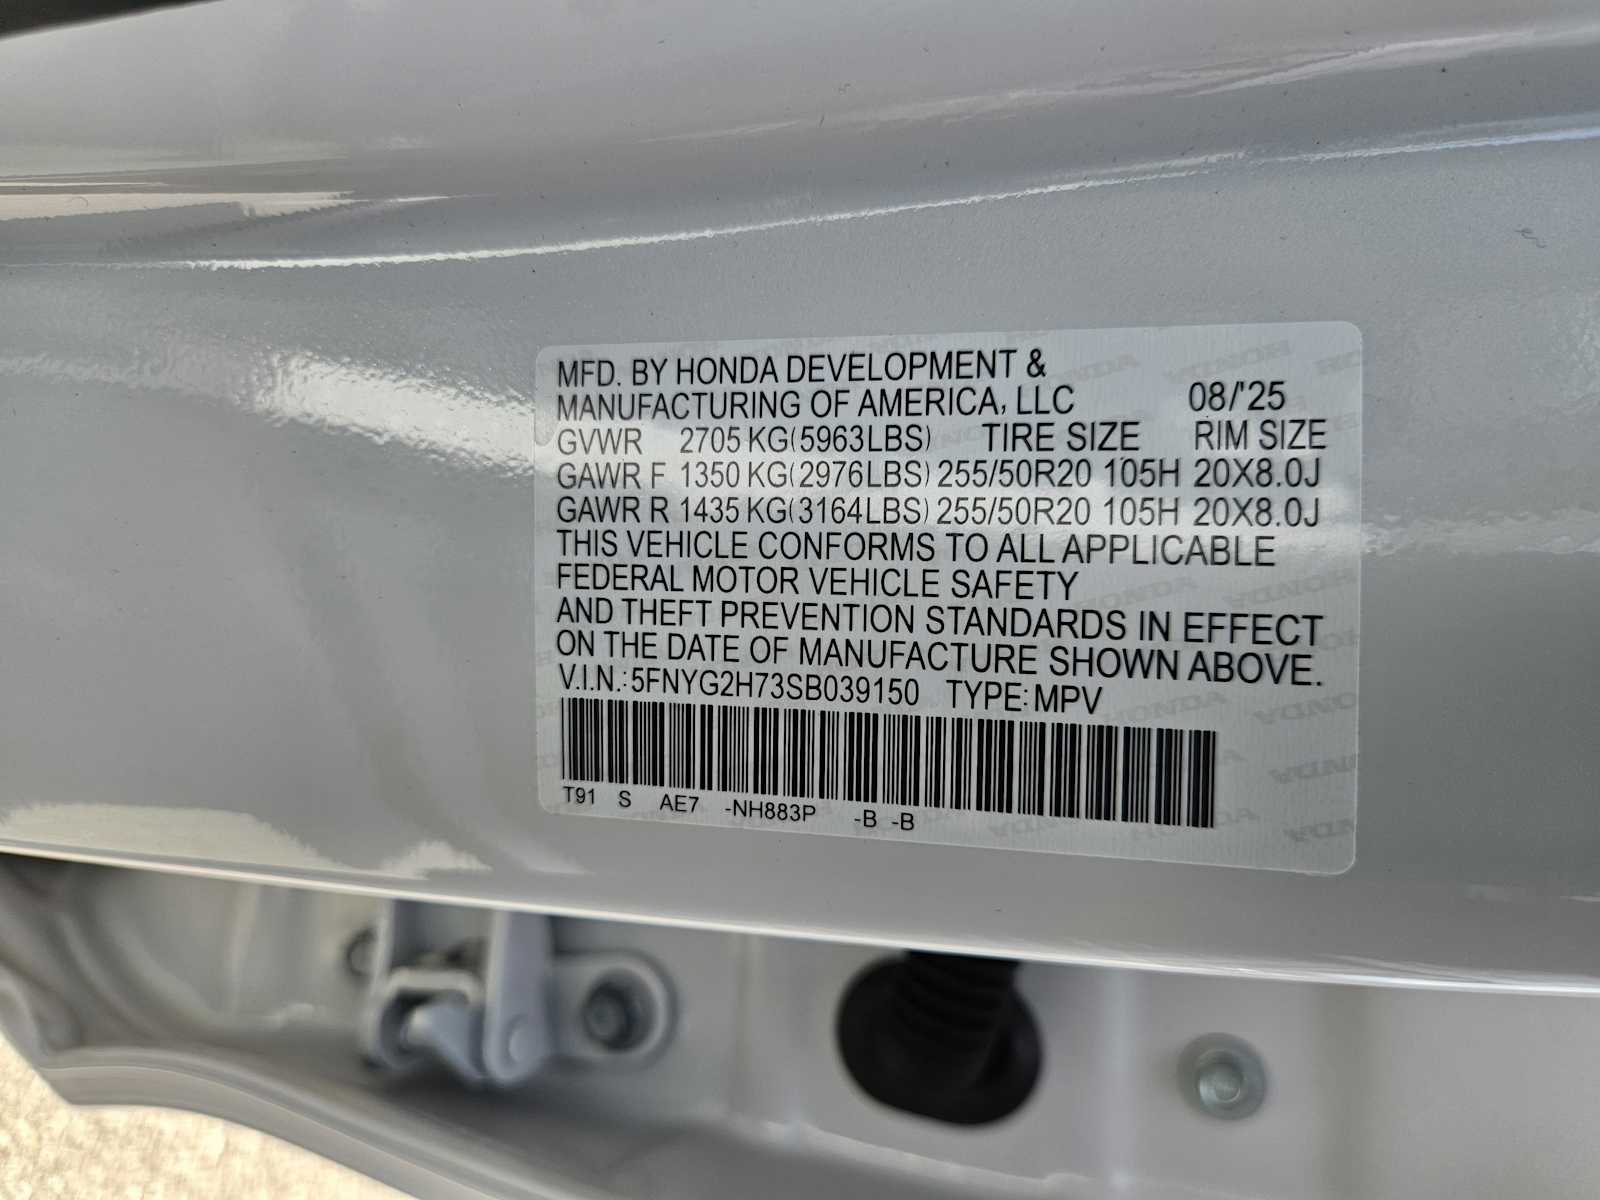 MFD. BY HONDA DEVELOPMENT &
MANUFACTURING OF AMERICA, LLC 08/'25
GVWR 2705 KG(5963LBS) TIRE SIZE RIM SIZE
GAWR F 1350 KG(2976LBS) 255/50R20 105H 20X8.0J
GAWR R 1435 KG(3164LBS) 255/50R20 105H 20X8.0J
THIS VEHICLE CONFORMS TO ALL APPLICABLE
FEDERAL MOTOR VEHICLE SAFETY
AND THEFT PREVENTION STANDARDS IN EFFECT
ON THE DATE OF MANUFACTURE SHOWN ABOVE.
V.I.N.: 5FNYG2H73SB039150 TYPE: MPV
T91 S AE7 -NH883P -B -B